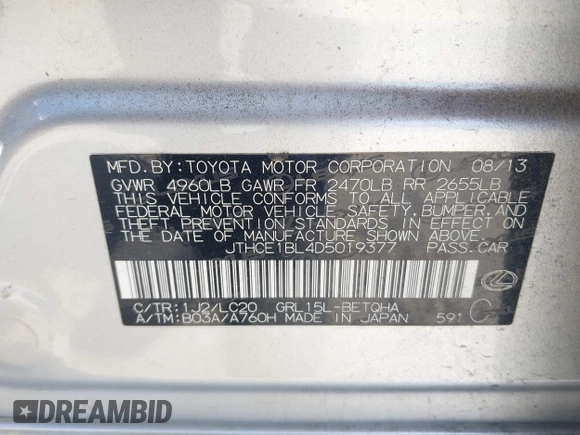 MFD. BY: TOYOTA MOTOR CORPORATION 08/13
GVWR 4960LB GAWR FR 2470LB RR 2655LB
THIS VEHICLE CONFORMS TO ALL APPLICABLE
FEDERAL MOTOR VEHICLE SAFETY, BUMPER, AND
THEFT PREVENTION STANDARDS IN EFFECT ON
THE DATE OF MANUFACTURE SHOWN ABOVE.
JTHCE1BL4D5019377 PASS. CAR
C/TR: 1J2/LC20 GRL15L-BETQHA
A/TM: B03A/A760H MADE IN JAPAN 591
DREAMBID